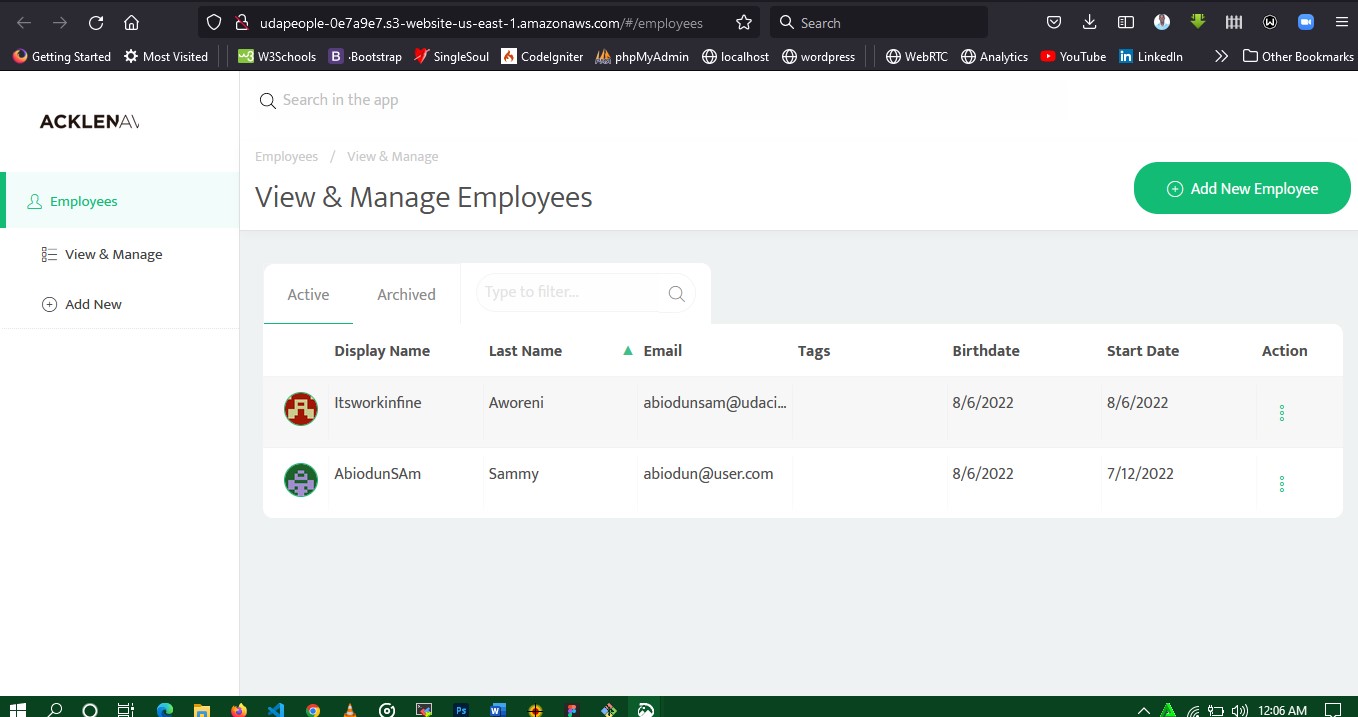 udapeople-0e7a9e7.s3-website-us-east-1.amazonaws.com/#/employees
Search
Getting Started Most Visited W3Schools B ·Bootstrap SingleSoul CodeIgniter phpMyAdmin localhost wordpress WebRTC Analytics YouTube in LinkedIn Other Bookmarks
ACKLENAV
Search in the app
Employees / View & Manage
View & Manage Employees
Add New Employee
Employees
View & Manage
Add New
Active Archived Type to filter...
Display Name Last Name Email Tags Birthdate Start Date Action
Itsworkinfine Aworeni abiodunsam@udaci... 8/6/2022 8/6/2022
AbiodunSAm Sammy abiodun@user.com 8/6/2022 7/12/2022
Ps W 12:06 AM